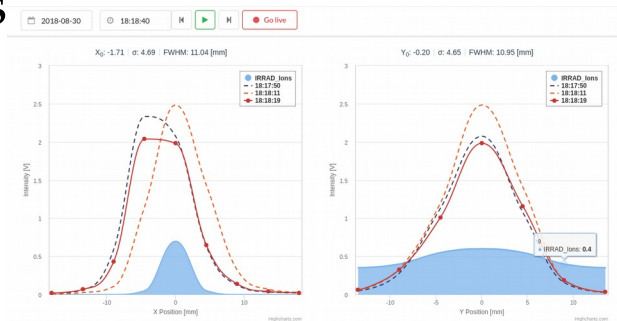 S
2018-08-30 18:18:40 Go live
X0: -1.71 | σ: 4.69 | FWHM: 11.04 [mm]
3
2.5
2
1.5
1
0.5
0
Intensity [V]
IRRAD_Ions
18:17:50
18:18:11
18:18:19
-10 0 10
X Position [mm]
Highcharts.com
Y0: -0.20 | σ: 4.65 | FWHM: 10.95 [mm]
3
2.5
2
1.5
1
0.5
0
Intensity [V]
IRRAD_Ions
18:17:50
18:18:11
18:18:19
9
IRRAD_Ions: 0.4
-10 -5 0 5 10
Y Position [mm]
Highcharts.com